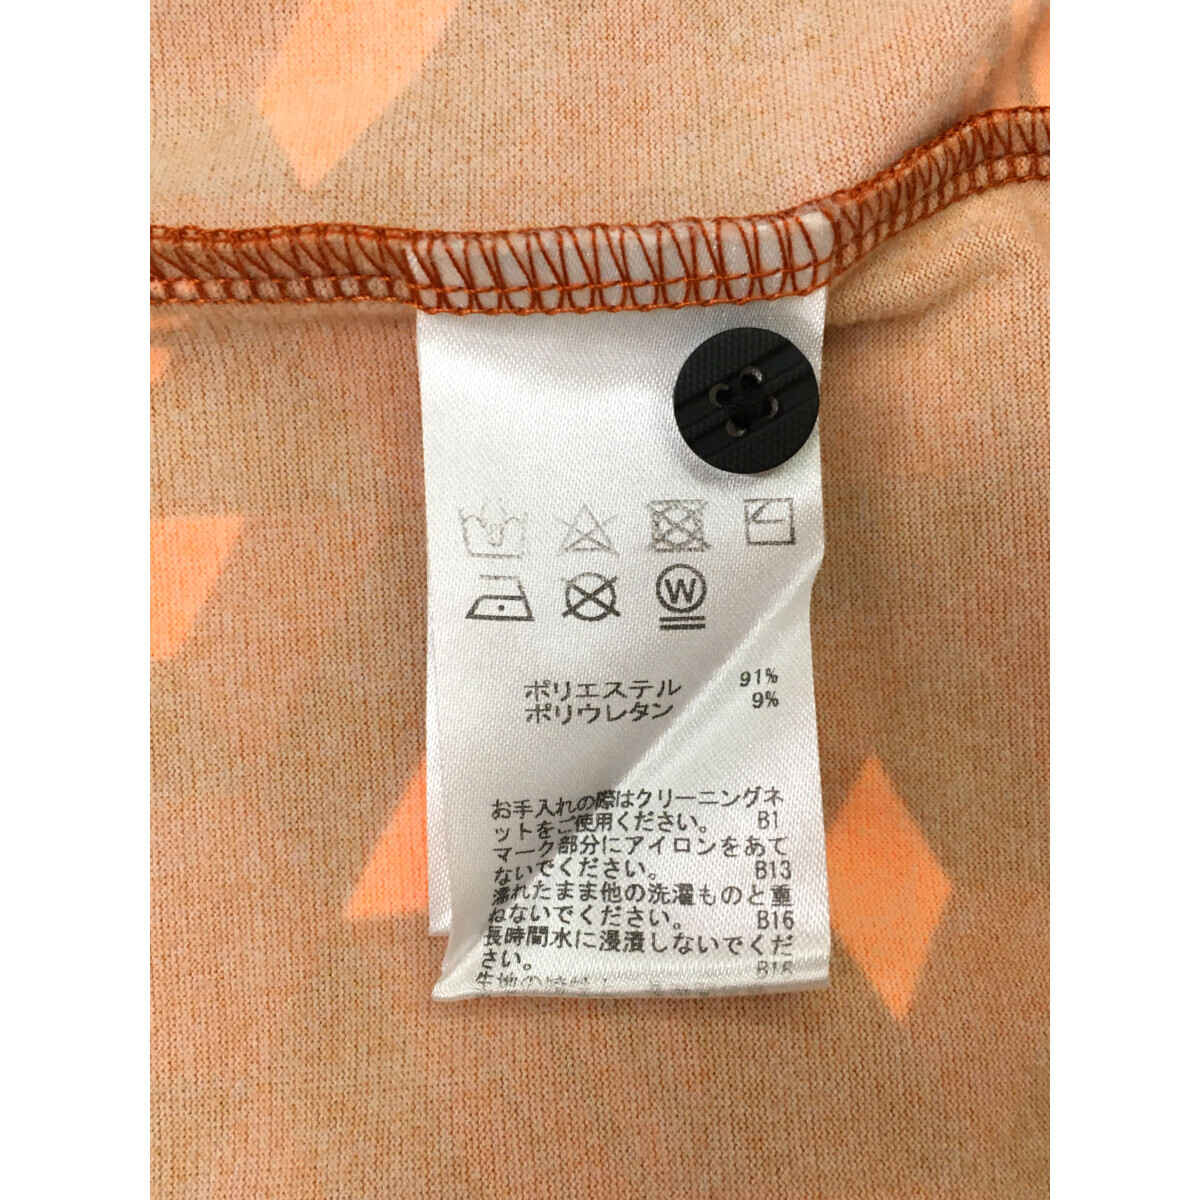 W
ポリエステル 91%
ポリウレタン 9%
お手入れの際はクリーニングネ
ットをご使用ください。 B1
マーク部分にアイロンをあて
ないでください。 B13
濡れたまま他の洗濯ものと重
ねないでください。 B16
長時間水に浸漬しないでくだ
さい。 B18
生地の